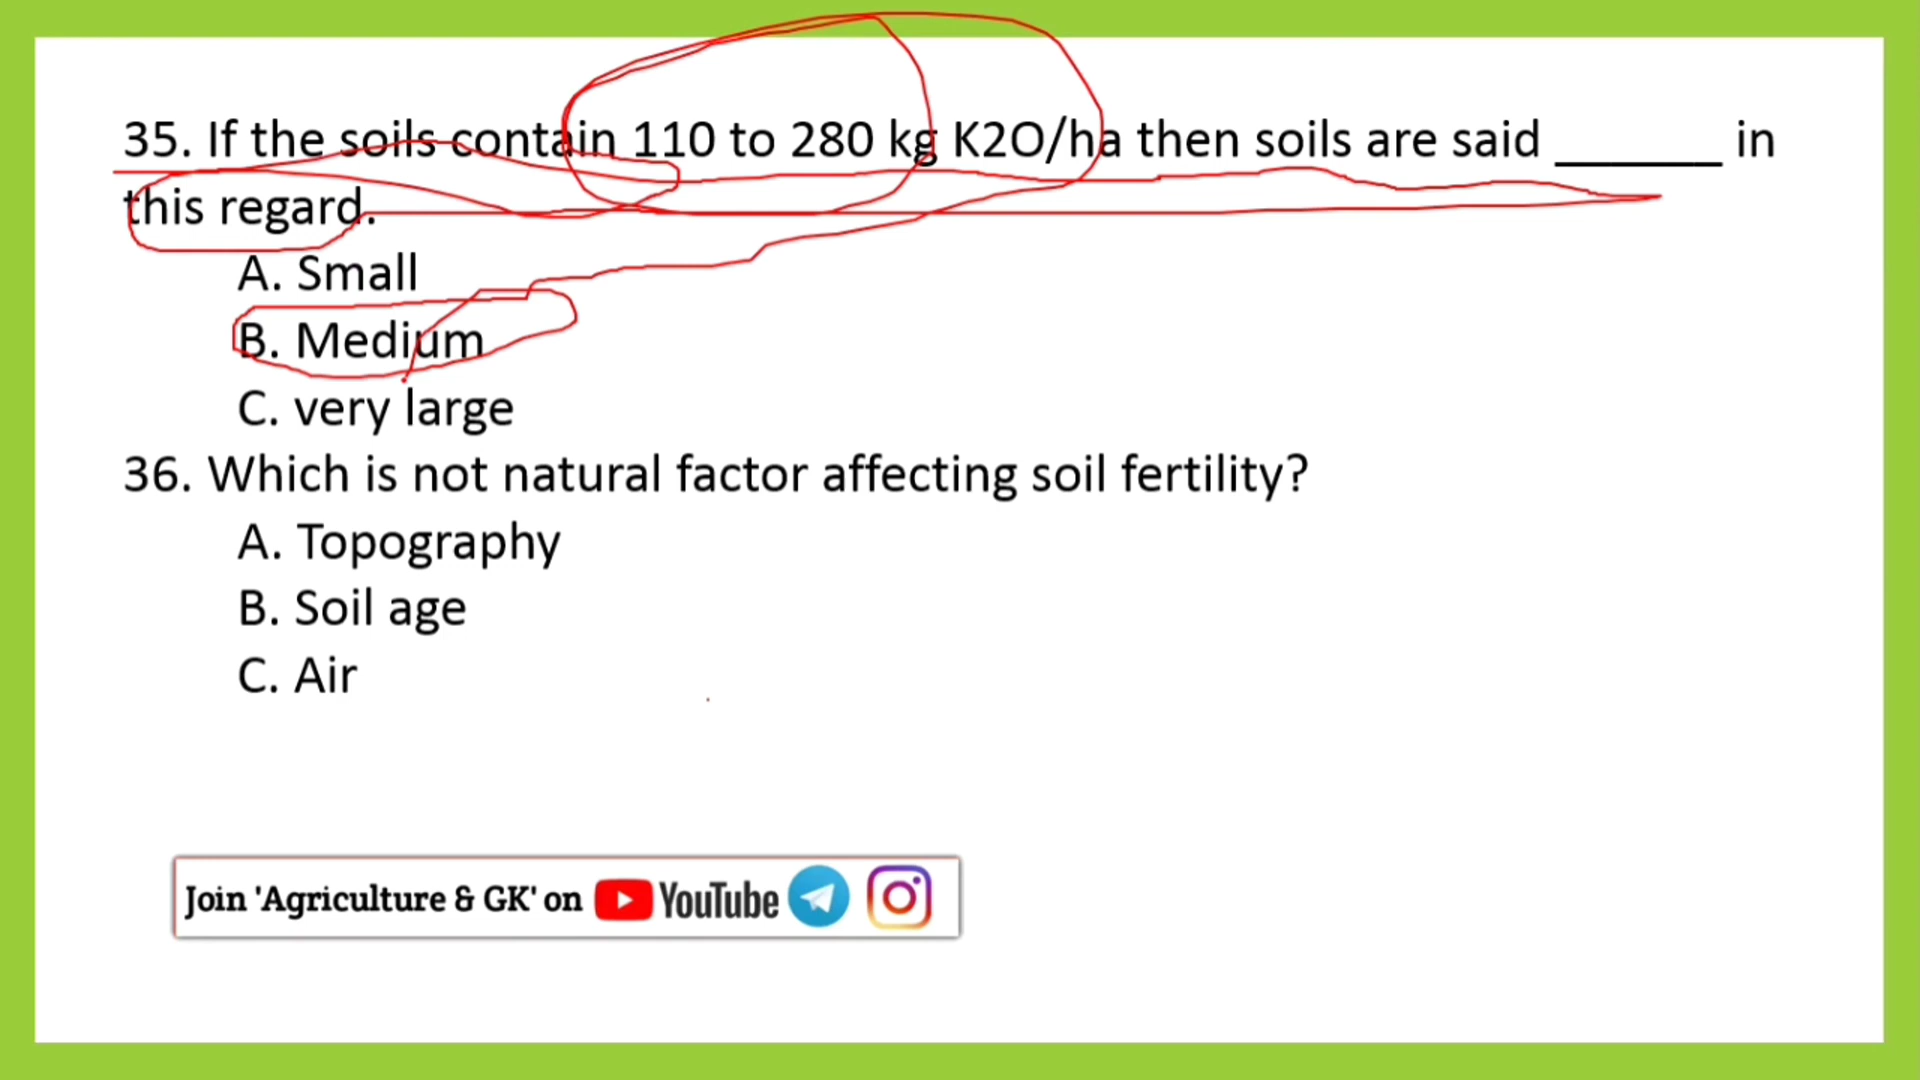 35. If the soils contain 110 to 280 kg K2O/ha then soils are said _______ in
this regard.
A. Small
B. Medium
C. very large
36. Which is not natural factor affecting soil fertility?
A. Topography
B. Soil age
C. Air
Join 'Agriculture & GK' on YouTube